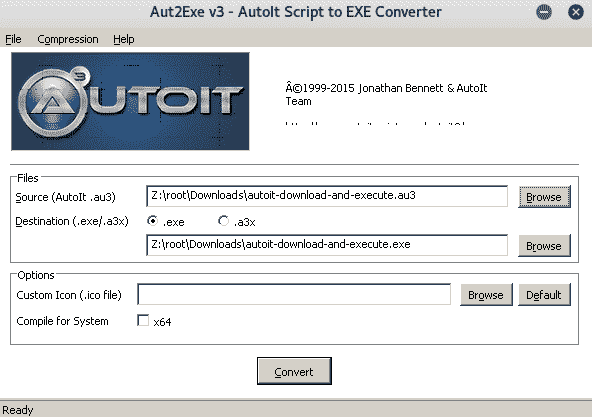 Aut2Exe v3 - AutoIt Script to EXE Converter
File Compression Help
AUTOIT
3
©1999-2015 Jonathan Bennett & AutoIt
Team
Files
Source (AutoIt .au3) Z:\root\Downloads\autoit-download-and-execute.au3 Browse
Destination (.exe/.a3x) .exe .a3x
Z:\root\Downloads\autoit-download-and-execute.exe Browse
Options
Custom Icon (.ico file) Browse Default
Compile for System x64
Convert
Ready